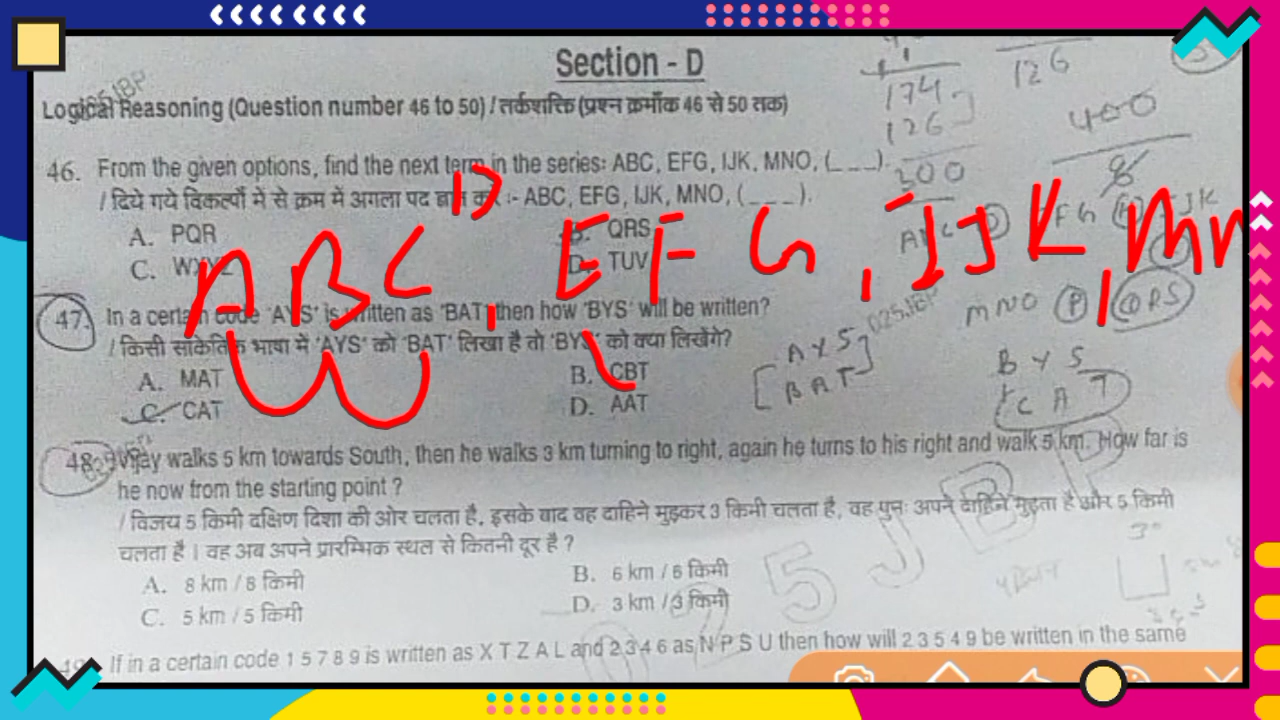 Section - D
Logical Reasoning (Question number 46 to 50) / तर्कशक्ति (प्रश्न क्रमाँक 46 से 50 तक)
46. From the given options, find the next term in the series: ABC, EFG, IJK, MNO, (_ _ _).
/ दिये गये विकल्पों में से क्रम में अगला पद ज्ञात करें :- ABC, EFG, IJK, MNO, (_ _ _).
A. PQR
B. QRS
C. WXYZ
D. TUV
A B C, E F G, I J K, M N
D
47. In a certain code 'AYS' is written as 'BAT' then how 'BYS' will be written?
/ किसी सांकेतिक भाषा में 'AYS' को 'BAT' लिखा है तो 'BYS' को क्या लिखेंगे?
A. MAT
B. CBT
C. CAT
D. AAT
48. Vijay walks 5 km towards South, then he walks 3 km turning to right, again he turns to his right and walk 5 km. How far is
he now from the starting point ?
/ विजय 5 किमी दक्षिण दिशा की ओर चलता है, इसके बाद वह दाहिने मुड़कर 3 किमी चलता है, वह पुनः अपने दाहिने मुड़ता है और 5 किमी
चलता है। वह अब अपने प्रारम्भिक स्थल से कितनी दूर है ?
A. 8 km / 8 किमी
B. 6 km / 6 किमी
C. 5 km / 5 किमी
D. 3 km / 3 किमी
49. If in a certain code 1 5 7 8 9 is written as X T Z A L and 2 3 4 6 as N P S U then how will 2 3 5 4 9 be written in the same
174
126
300
126
400
8
MNO P QRS
AYS
BAT
B Y S
C A T
025JBP